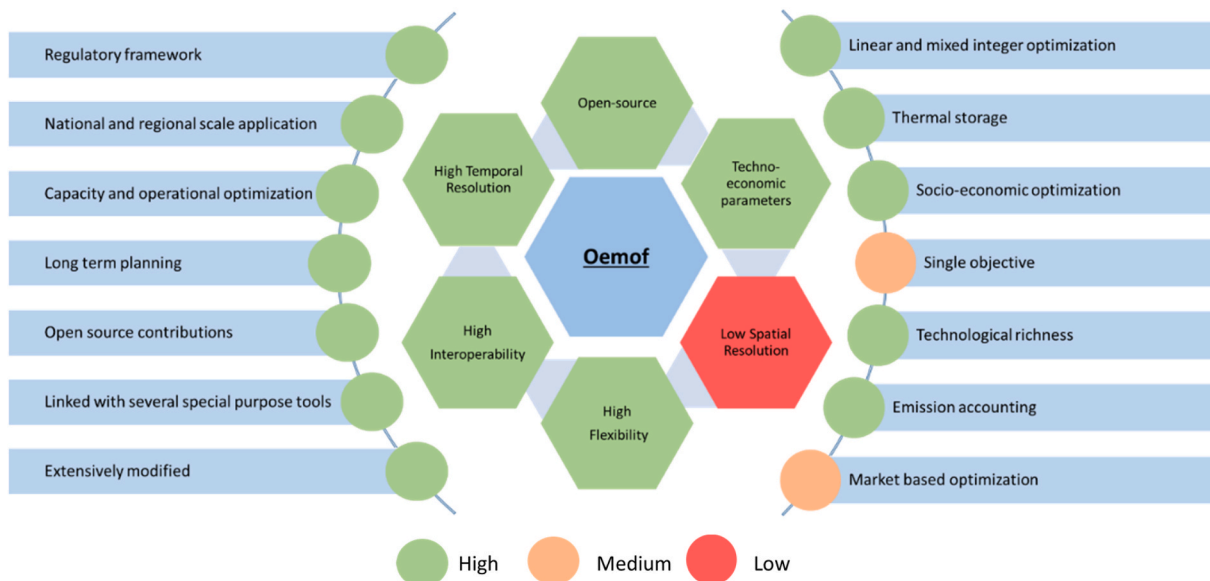 Regulatory framework
National and regional scale application
Capacity and operational optimization
Long term planning
Open source contributions
Linked with several special purpose tools
Extensively modified
Open-source
High Temporal
Resolution
Techno-
economic
parameters
Oemof
High
Interoperability
Low Spatial
Resolution
High
Flexibility
Linear and mixed integer optimization
Thermal storage
Socio-economic optimization
Single objective
Technological richness
Emission accounting
Market based optimization
High
Medium
Low